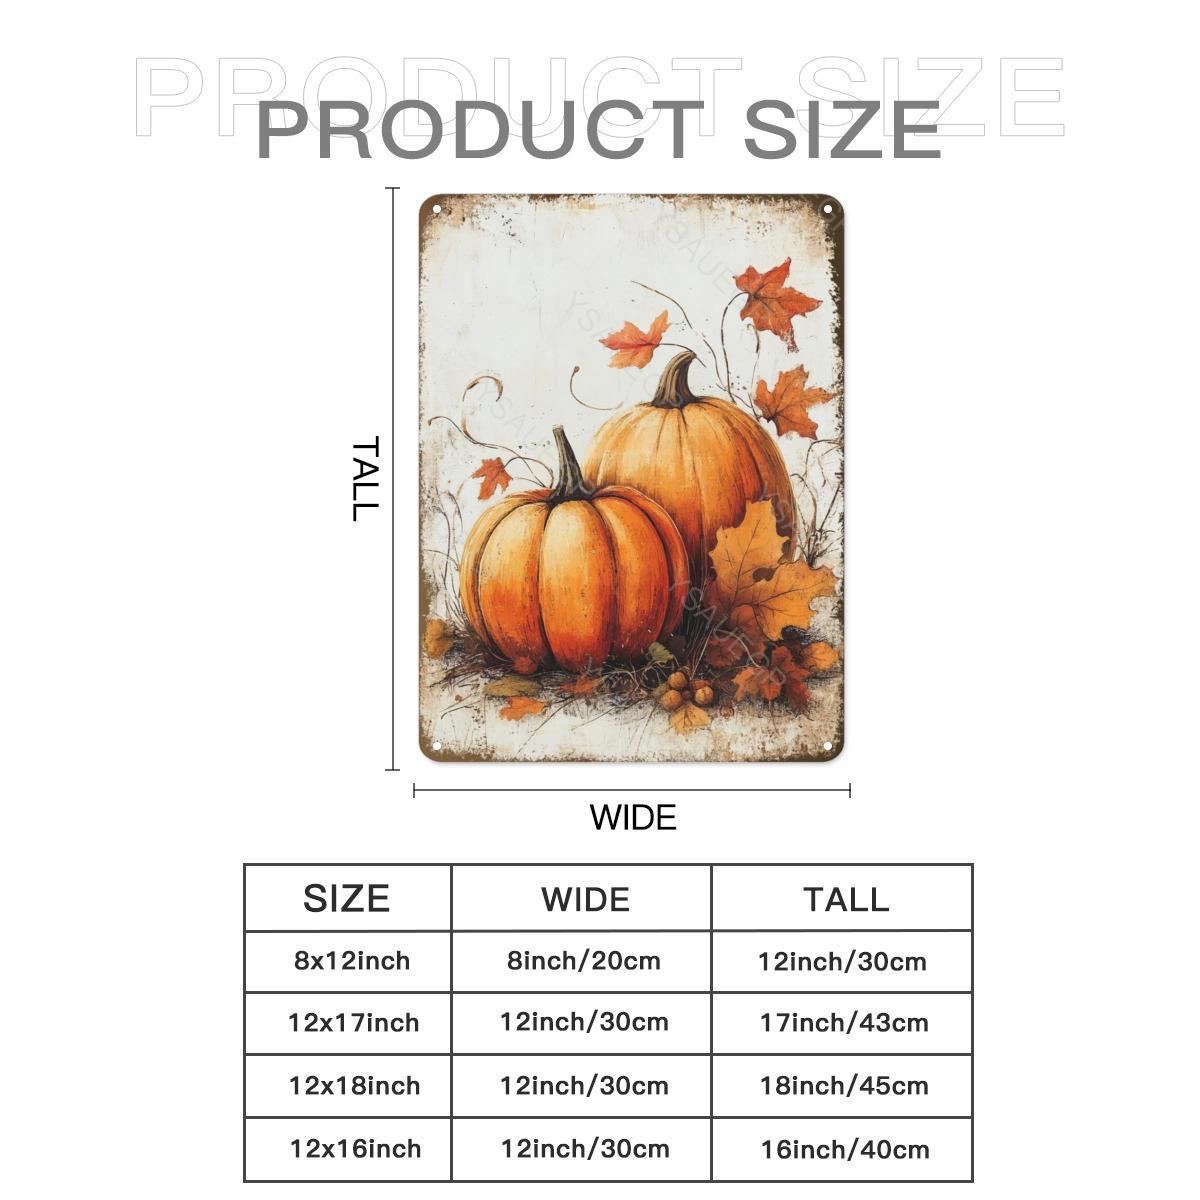 PRODUCT SIZE
PRODUCT SIZE
TALL
WIDE
SIZE WIDE TALL
8x12inch 8inch/20cm 12inch/30cm
12x17inch 12inch/30cm 17inch/43cm
12x18inch 12inch/30cm 18inch/45cm
12x16inch 12inch/30cm 16inch/40cm